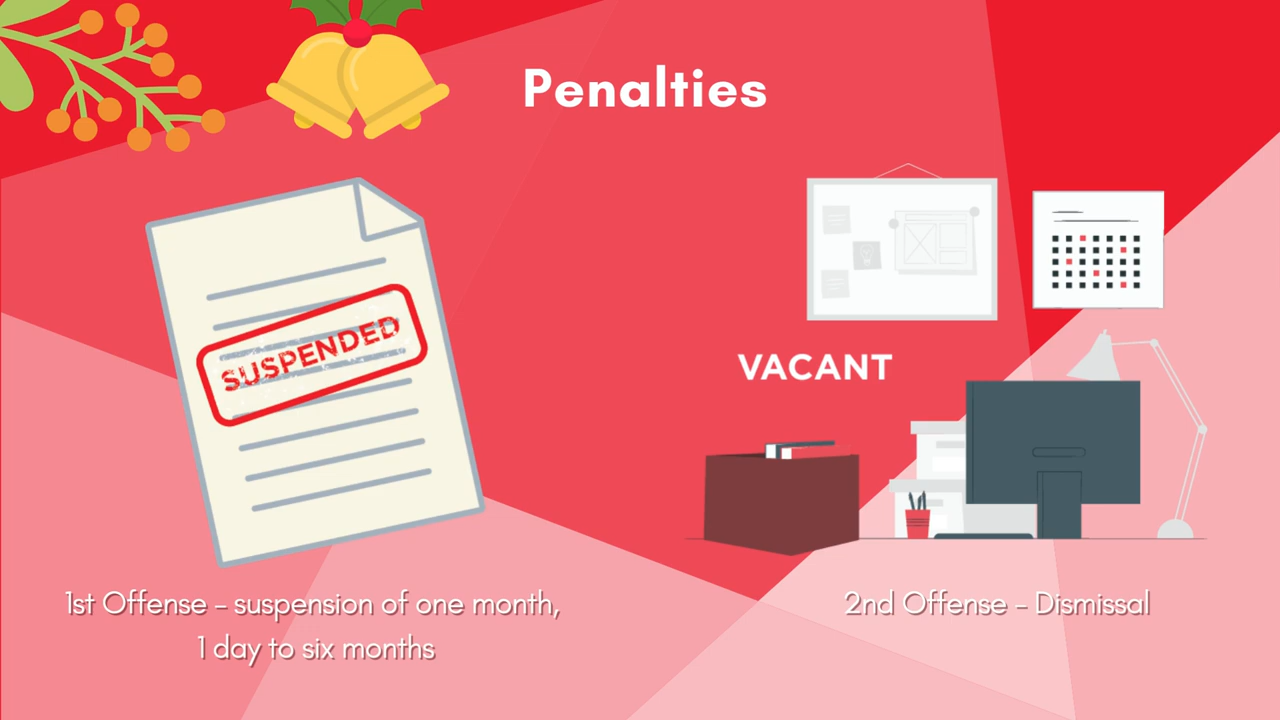 Penalties
SUSPENDED
VACANT
1st Offense – suspension of one month,
1 day to six months
2nd Offense – Dismissal